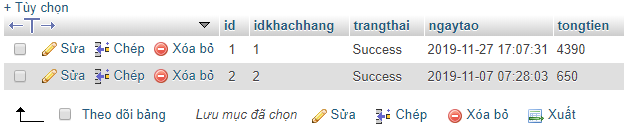 + Tùy chọn
id idkhachhang trangthai ngaytao tongtien
Sửa Chép Xóa bỏ 1 1 Success 2019-11-27 17:07:31 4390
Sửa Chép Xóa bỏ 2 2 Success 2019-11-07 07:28:03 650
Theo dõi bảng Lưu mục đã chọn Sửa Chép Xóa bỏ Xuất